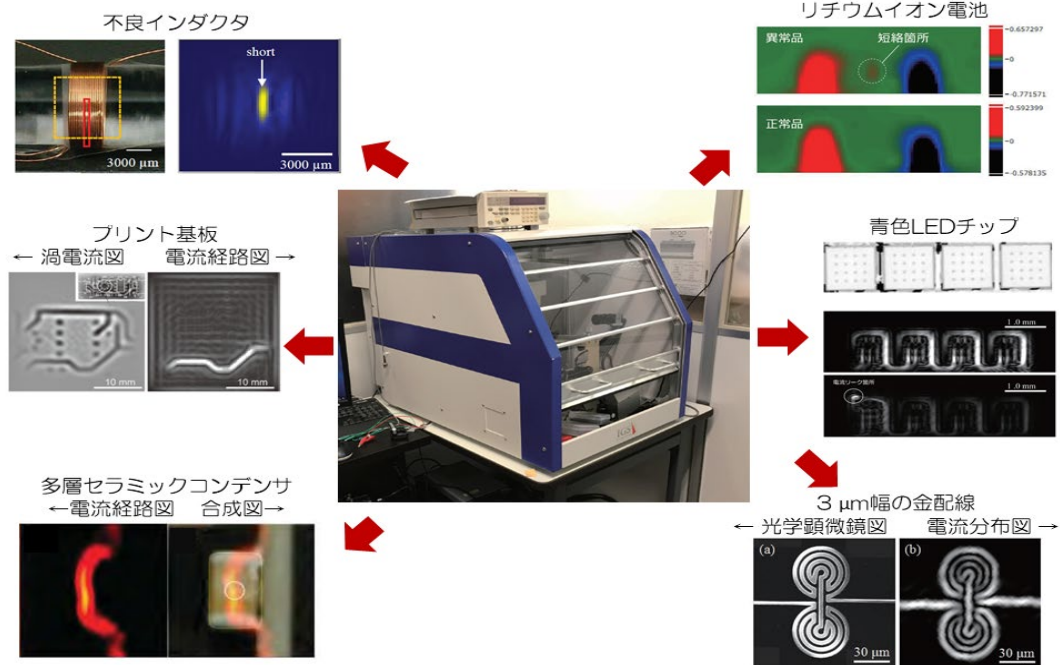 不良インダクタ
short
3000 µm
3000 µm
リチウムイオン電池
異常品
短絡箇所
0.657297
0
-0.771571
正常品
0.592399
0
-0.578135
プリント基板
← 渦電流図
電流経路図 →
10 mm
10 mm
青色LEDチップ
1.0 mm
電流リーク箇所
1.0 mm
多層セラミックコンデンサ
←電流経路図
合成図→
3 µm幅の金配線
← 光学顕微鏡図
電流分布図 →
(a)
30 µm
(b)
30 µm